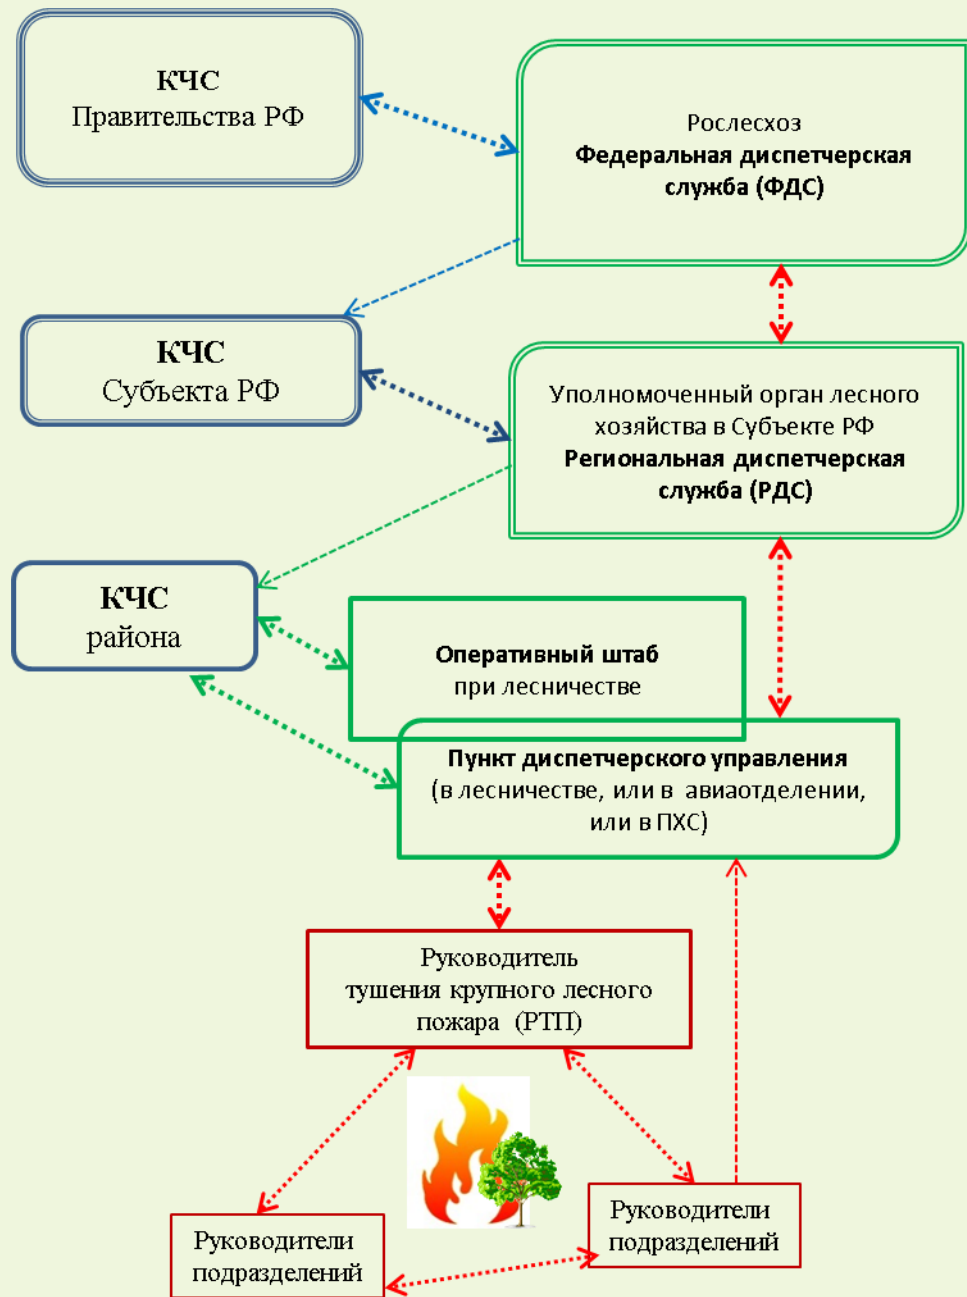 КЧС
Правительства РФ
Рослесхоз
Федеральная диспетчерская
служба (ФДС)
КЧС
Субъекта РФ
Уполномоченный орган лесного
хозяйства в Субъекте РФ
Региональная диспетчерская
служба (РДС)
КЧС
района
Оперативный штаб
при лесничестве
Пункт диспетчерского управления
(в лесничестве, или в авиаотделении,
или в ПХС)
Руководитель
тушения крупного лесного
пожара (РТП)
Руководители
подразделений
Руководители
подразделений